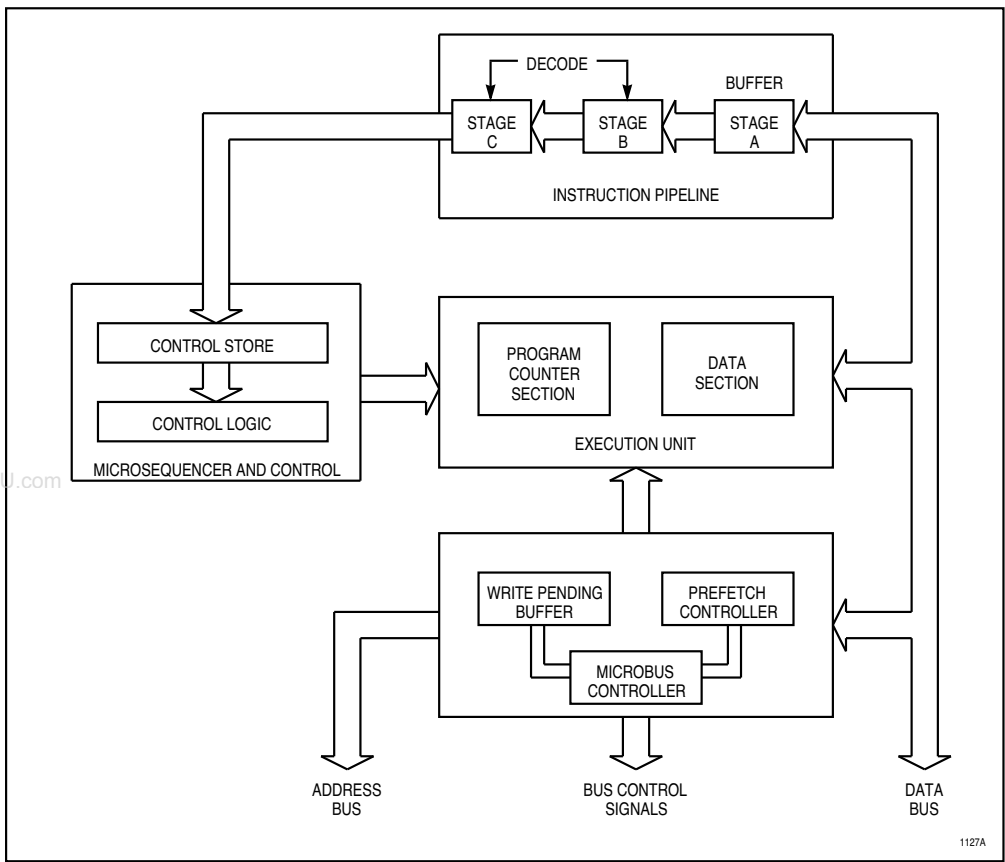 DECODE
BUFFER
STAGE
C
STAGE
B
STAGE
A
INSTRUCTION PIPELINE
CONTROL STORE
CONTROL LOGIC
MICROSEQUENCER AND CONTROL
PROGRAM
COUNTER
SECTION
DATA
SECTION
EXECUTION UNIT
U.com
WRITE PENDING
BUFFER
PREFETCH
CONTROLLER
MICROBUS
CONTROLLER
ADDRESS
BUS
BUS CONTROL
SIGNALS
DATA
BUS
1127A